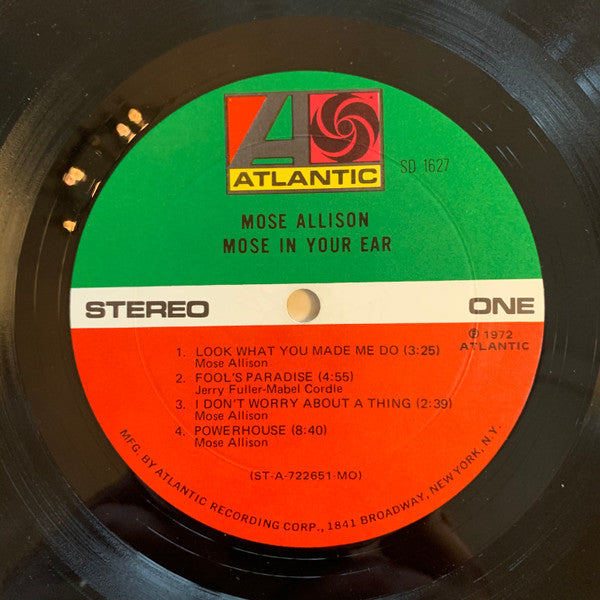 ATLANTIC
SD 1627
MOSE ALLISON
MOSE IN YOUR EAR
STEREO
ONE
℗ 1972
ATLANTIC
1. LOOK WHAT YOU MADE ME DO (3:25)
Mose Allison
2. FOOL'S PARADISE (4:55)
Jerry Fuller-Mabel Cordle
3. I DON'T WORRY ABOUT A THING (2:39)
Mose Allison
4. POWERHOUSE (8:40)
Mose Allison
(ST-A-722651-MO)
MFG. BY ATLANTIC RECORDING CORP., 1841 BROADWAY, NEW YORK, N.Y.